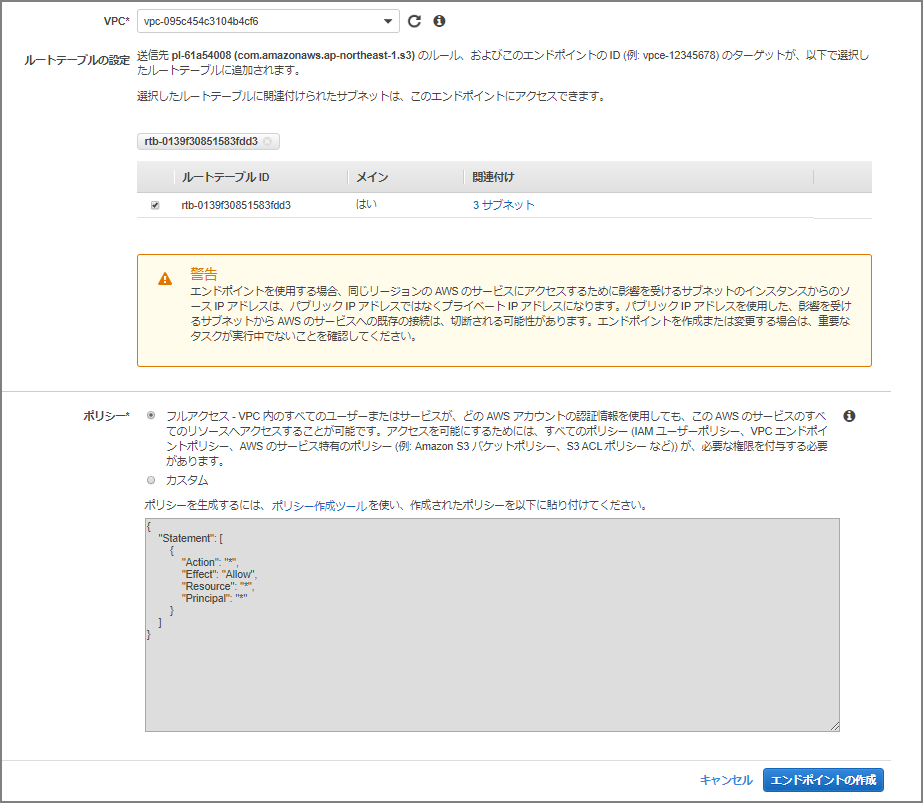 VPC* vpc-095c454c3104b4cf6
ルートテーブルの設定 送信先 pl-61a54008 (com.amazonaws.ap-northeast-1.s3) のルール、およびこのエンドポイントの ID (例: vpce-12345678) のターゲットが、以下で選択し
たルートテーブルに追加されます。
選択したルートテーブルに関連付けられたサブネットは、このエンドポイントにアクセスできます。
rtb-0139f30851583fdd3
ルートテーブル ID メイン 関連付け
rtb-0139f30851583fdd3 はい 3 サブネット
警告
エンドポイントを使用する場合、同じリージョンの AWS のサービスにアクセスするために影響を受けるサブネットのインスタンスからのソ
ース IP アドレスは、パブリック IP アドレスではなくプライベート IP アドレスになります。パブリック IP アドレスを使用した、影響を受け
るサブネットから AWS のサービスへの既存の接続は、切断される可能性があります。エンドポイントを作成または変更する場合は、重要な
タスクが実行中でないことを確認してください。
ポリシー* フルアクセス - VPC 内のすべてのユーザーまたはサービスが、どの AWS アカウントの認証情報を使用しても、この AWS のサービスのすべ
てのリソースへアクセスすることが可能です。アクセスを可能にするためには、すべてのポリシー (IAM ユーザーポリシー、VPC エンドポ
イントポリシー、AWS のサービス特有のポリシー (例: Amazon S3 バケットポリシー、S3 ACL ポリシー など)) が、必要な権限を付与する必要
があります。
カスタム
ポリシーを生成するには、ポリシー作成ツールを使い、作成されたポリシーを以下に貼り付けてください。
{
"Statement": [
{
"Action": "*",
"Effect": "Allow",
"Resource": "*",
"Principal": "*"
}
]
}
キャンセル エンドポイントの作成